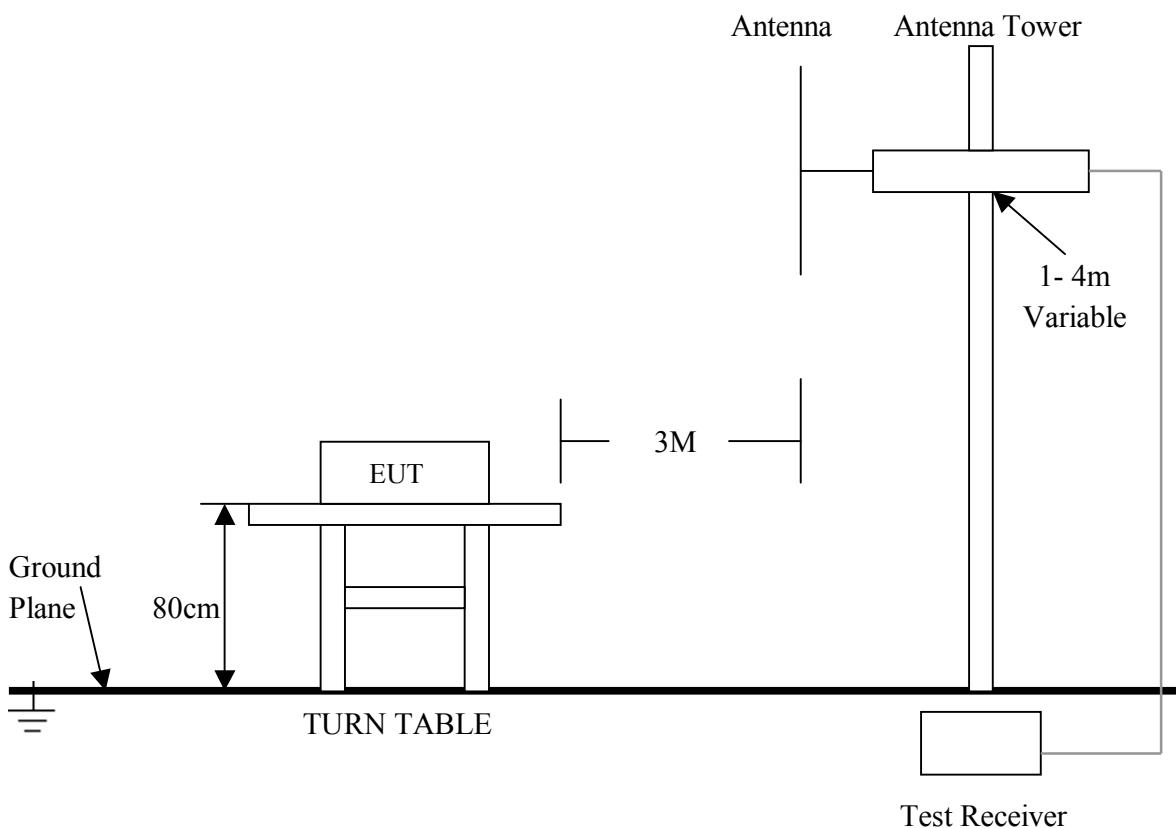 Antenna
Antenna Tower
1- 4m
Variable
3M
EUT
Ground
Plane
80cm
TURN TABLE
Test Receiver